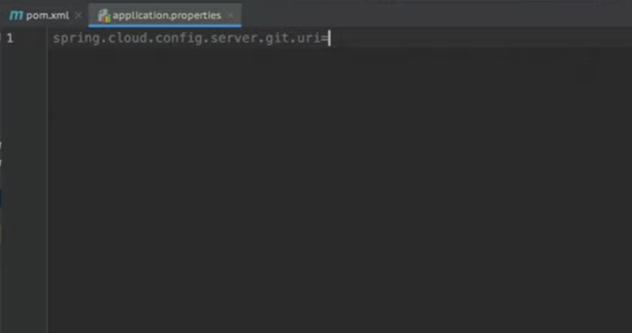 m pom.xml
application.properties
1 spring.cloud.config.server.git.uri=